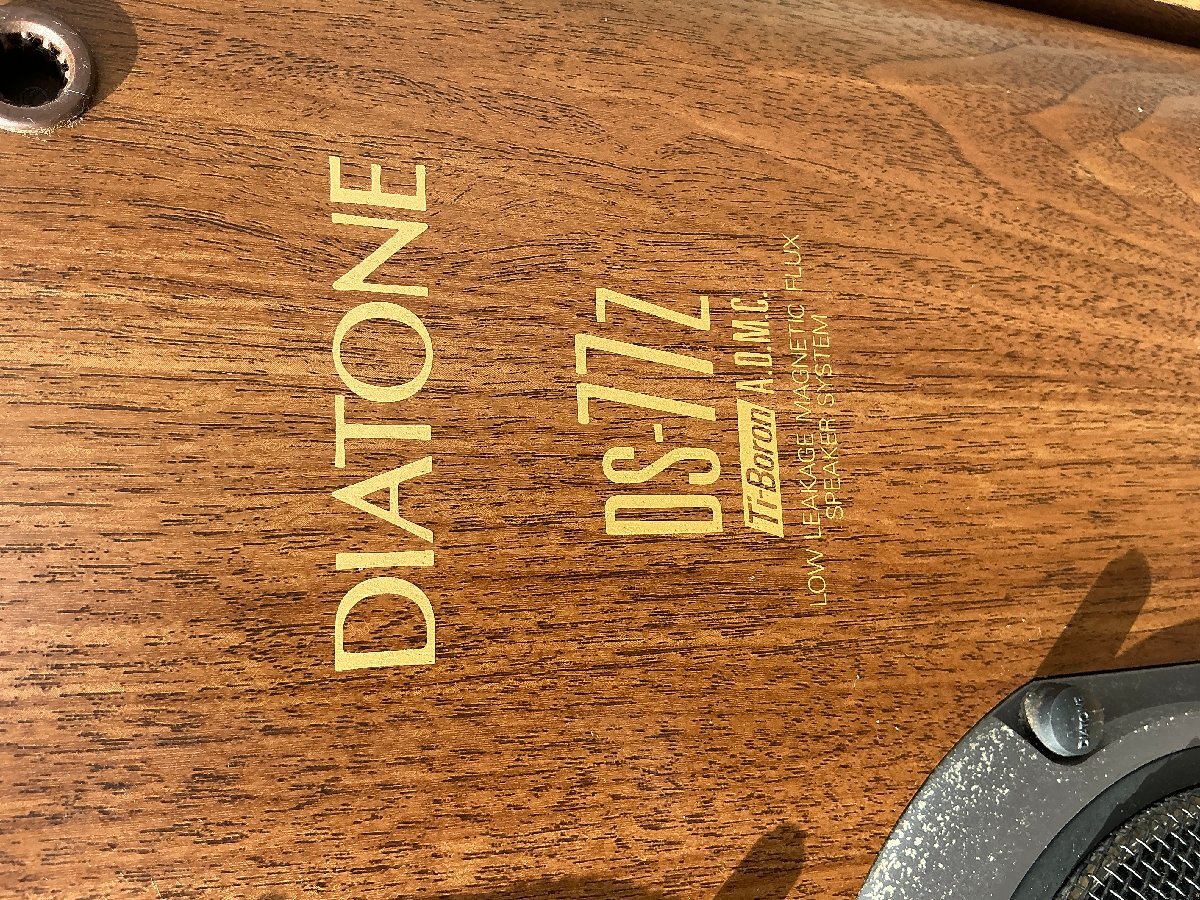 DIATONE
DS-77Z
Ti-Boron A.D.M.C.
LOW LEAKAGE MAGNETIC FLUX
SPEAKER SYSTEM